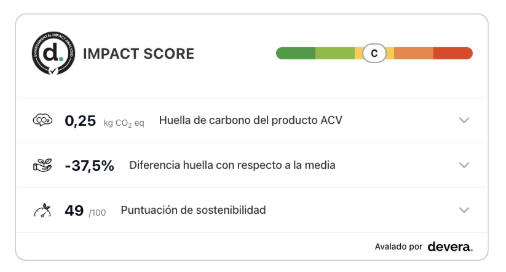 d.
IMPACT SCORE
C
CO₂
0,25 kg CO₂ eq Huella de carbono del producto ACV
-37,5% Diferencia huella con respecto a la media
49 /100 Puntuación de sostenibilidad
Avalado por devera.